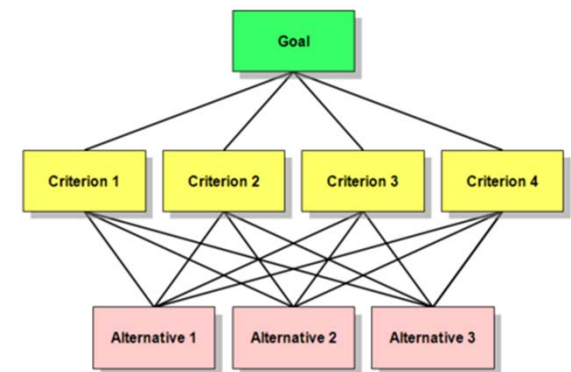 Goal
Criterion 1
Criterion 2
Criterion 3
Criterion 4
Alternative 1
Alternative 2
Alternative 3